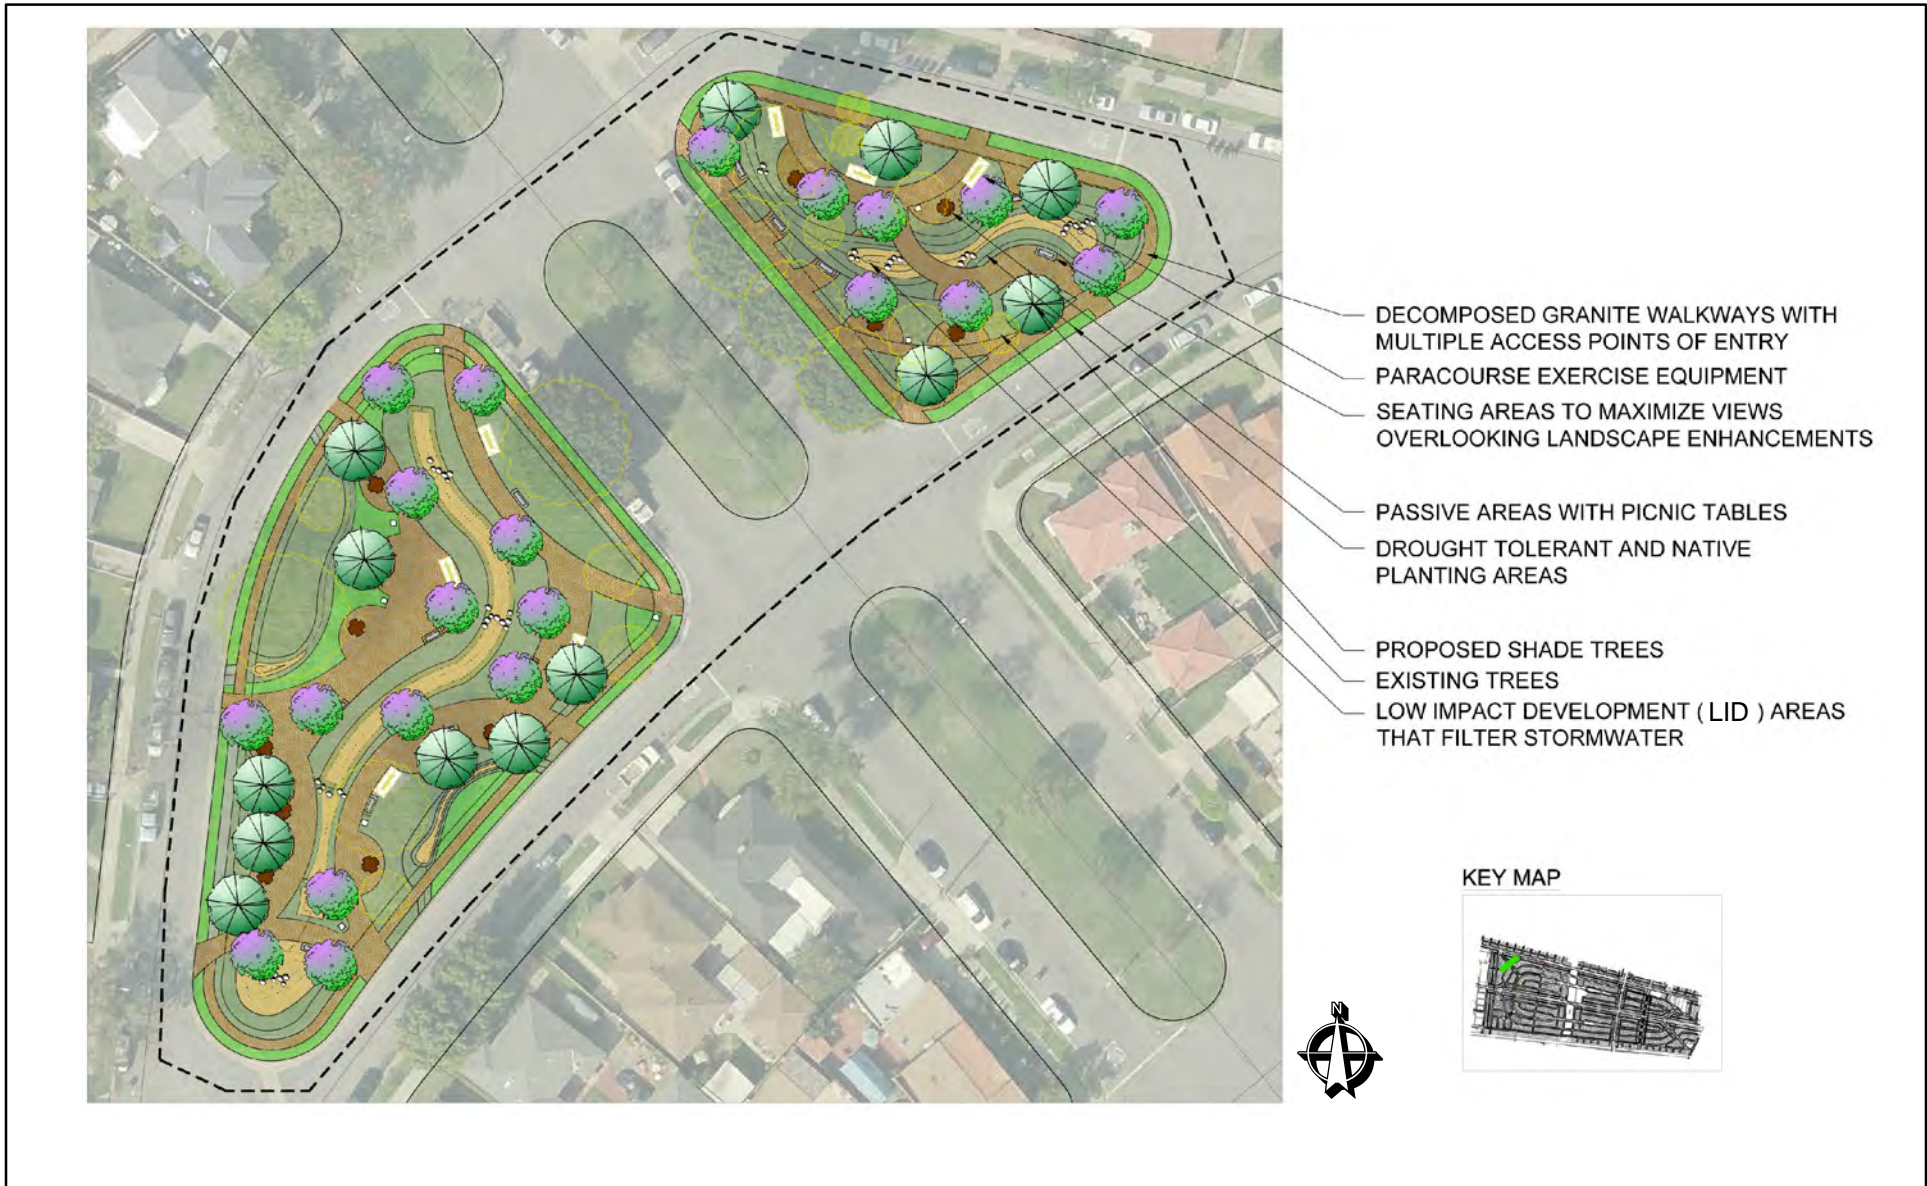 DECOMPOSED GRANITE WALKWAYS WITH
MULTIPLE ACCESS POINTS OF ENTRY
PARACOURSE EXERCISE EQUIPMENT
SEATING AREAS TO MAXIMIZE VIEWS
OVERLOOKING LANDSCAPE ENHANCEMENTS
PASSIVE AREAS WITH PICNIC TABLES
DROUGHT TOLERANT AND NATIVE
PLANTING AREAS
PROPOSED SHADE TREES
EXISTING TREES
LOW IMPACT DEVELOPMENT ( LID ) AREAS
THAT FILTER STORMWATER
KEY MAP
N